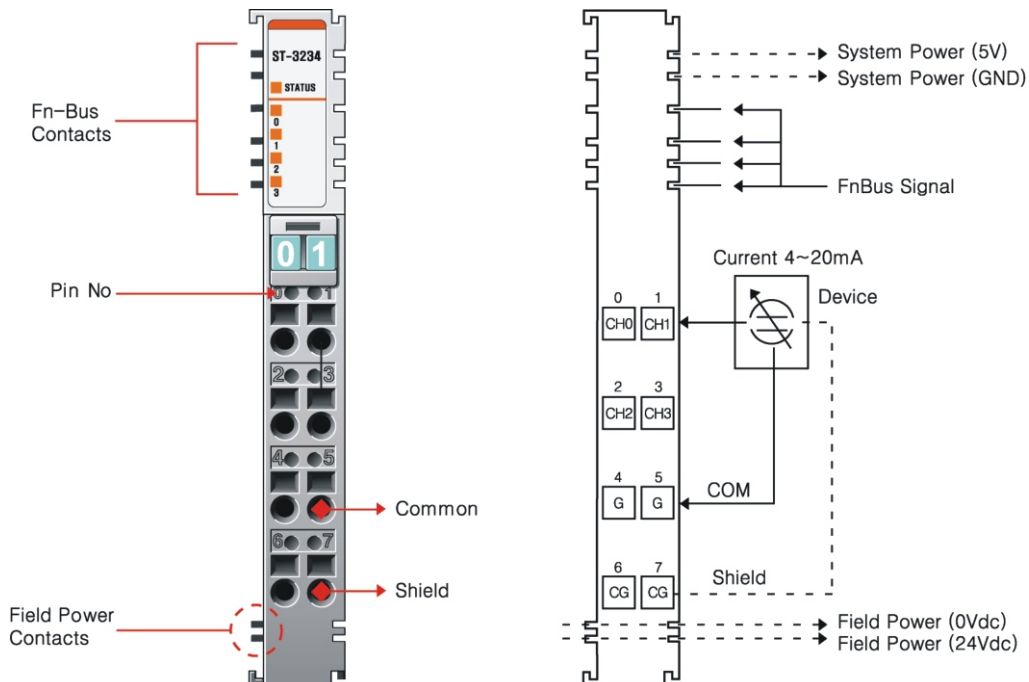 ST-3234
STATUS
0
1
2
3
Fn-Bus
Contacts
0 1
Pin No
0 1
2 3
4 5
Common
6 7
Shield
Field Power
Contacts
System Power (5V)
System Power (GND)
FnBus Signal
Current 4~20mA
Device
0 1
CH0 CH1
2 3
CH2 CH3
4 5
G G
COM
6 7
CG CG
Shield
Field Power (0Vdc)
Field Power (24Vdc)